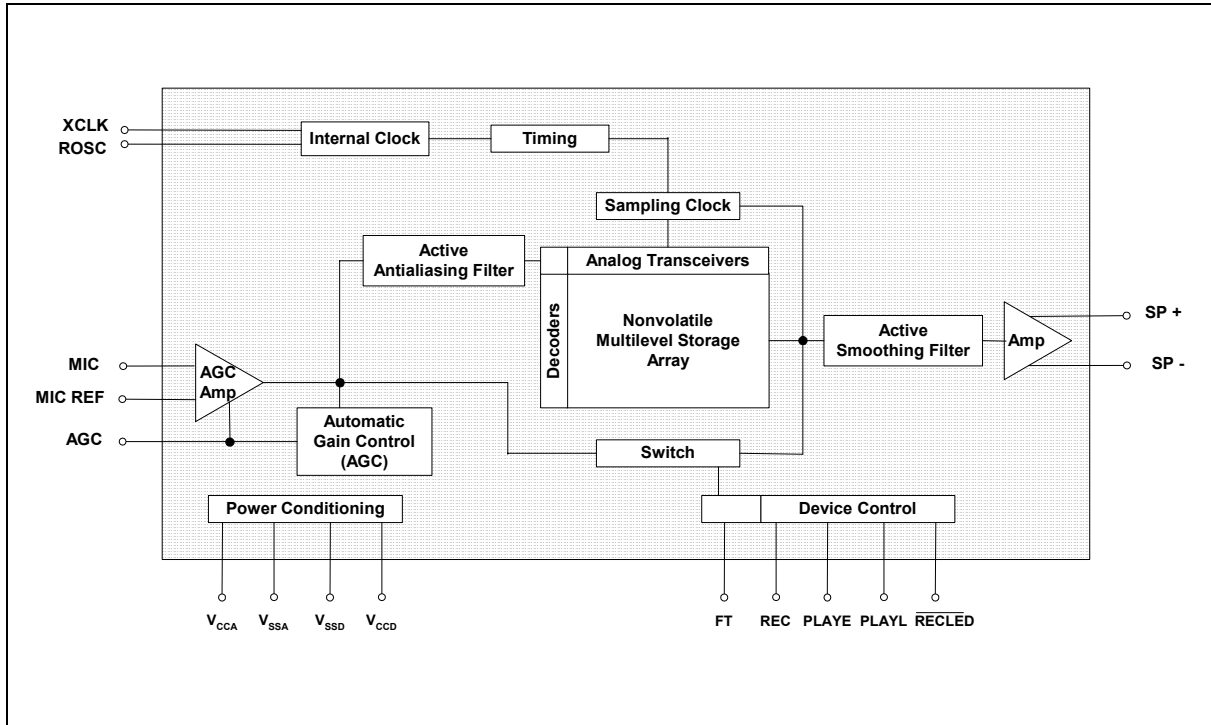 XCLK
ROSC
Internal Clock
Timing
Sampling Clock
Active
Antialiasing Filter
Analog Transceivers
Decoders
Nonvolatile
Multilevel Storage
Array
Active
Smoothing Filter
Amp
SP +
SP -
MIC
MIC REF
AGC
AGC
Amp
Automatic
Gain Control
(AGC)
Switch
Power Conditioning
Device Control
VCCA
VSSA
VSSD
VCCD
FT
REC
PLAYE
PLAYL
RECLED